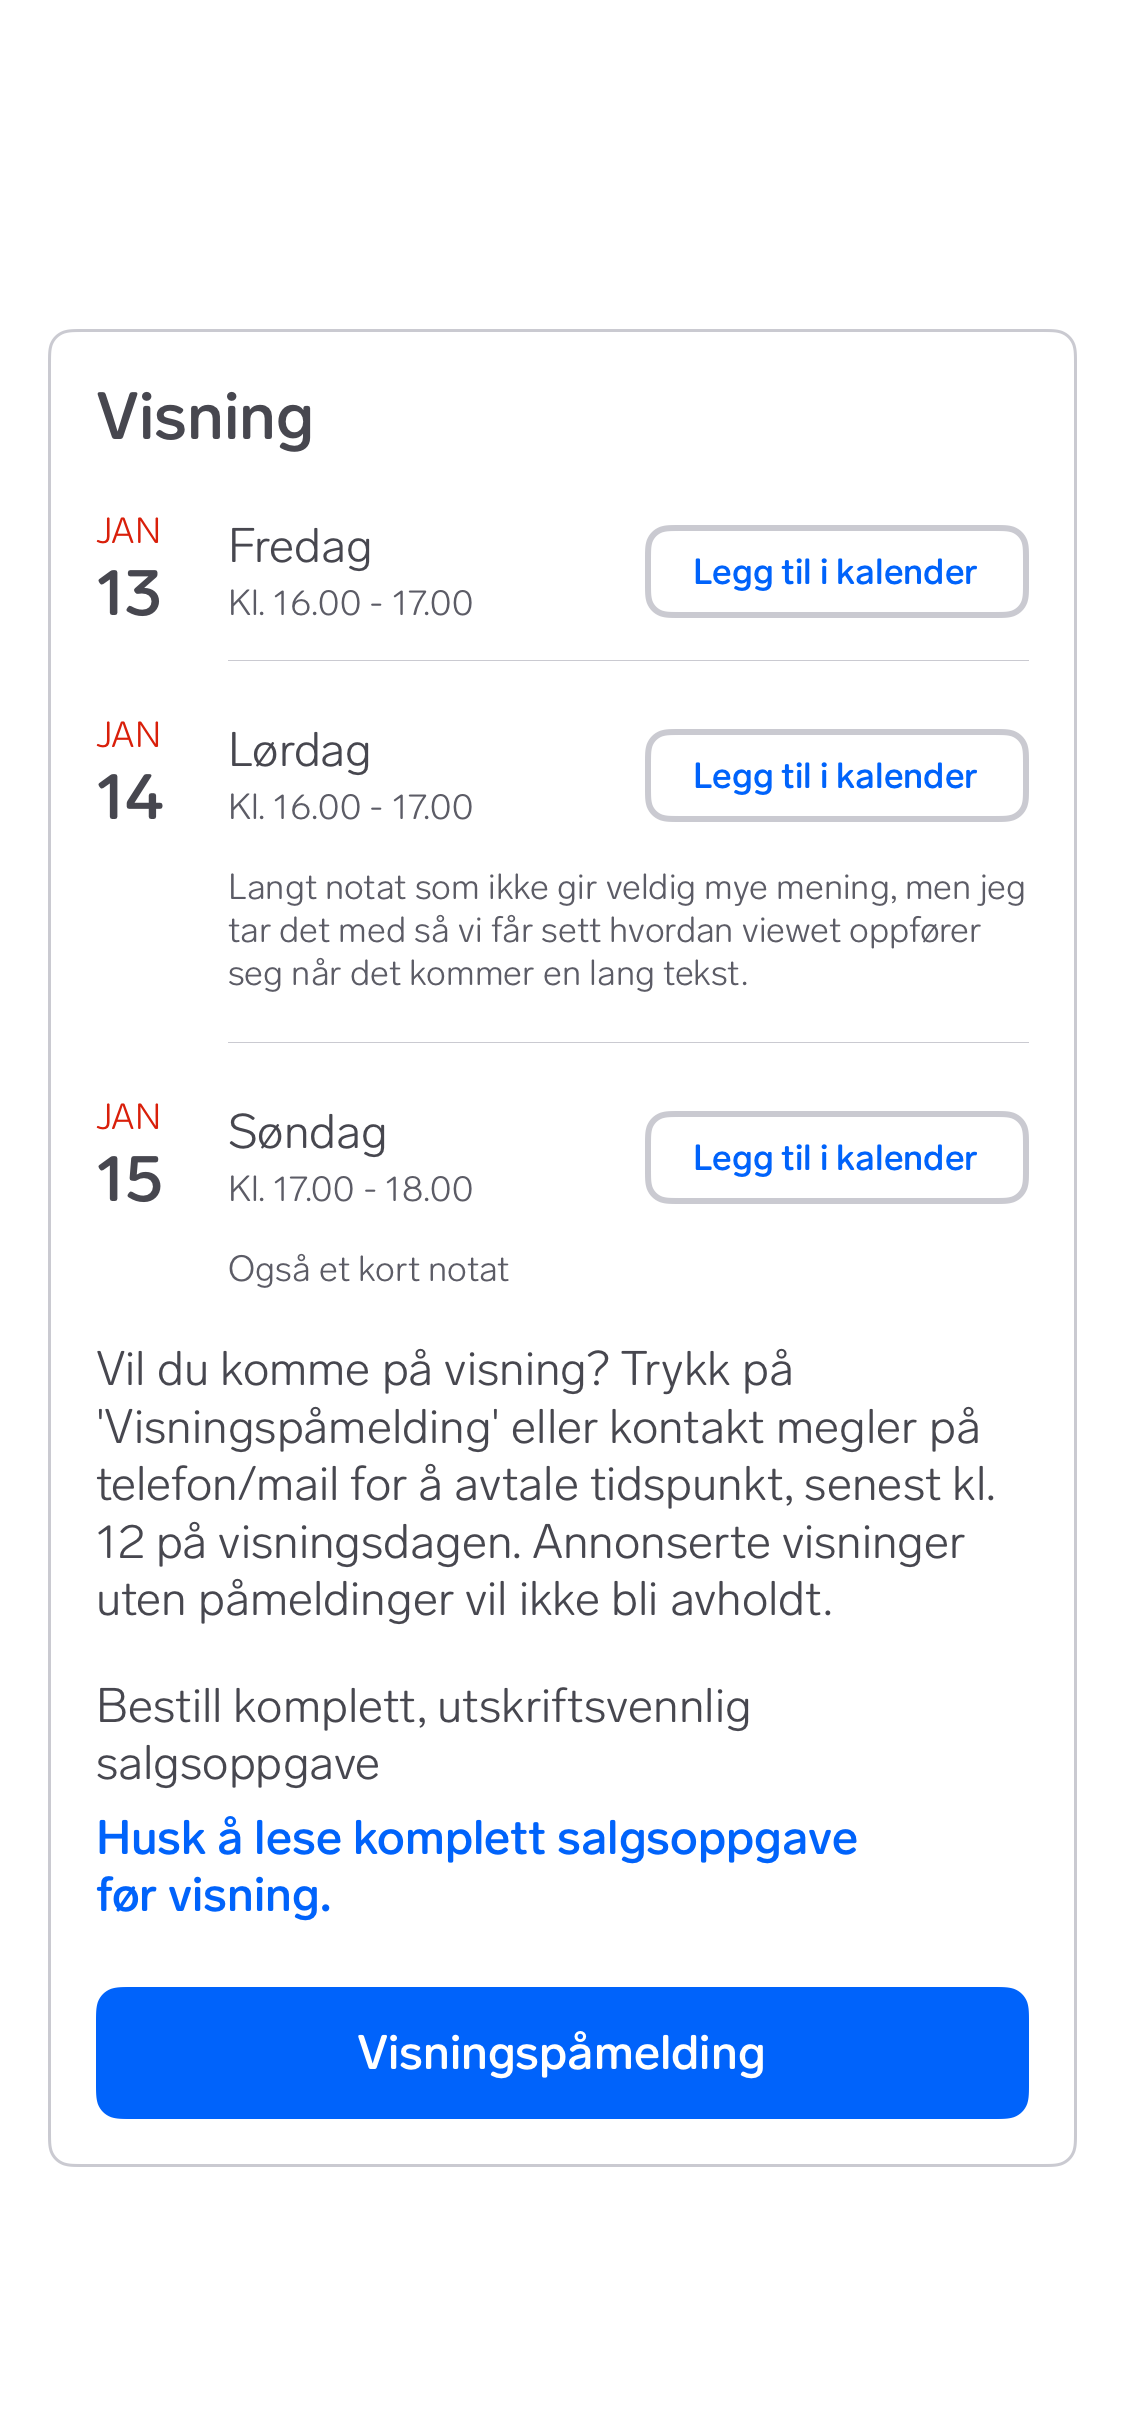 Visning
JAN
13
Fredag
Kl. 16.00 - 17.00
Legg til i kalender
JAN
14
Lørdag
Kl. 16.00 - 17.00
Legg til i kalender
Langt notat som ikke gir veldig mye mening, men jeg
tar det med så vi får sett hvordan viewet oppfører
seg når det kommer en lang tekst.
JAN
15
Søndag
Kl. 17.00 - 18.00
Legg til i kalender
Også et kort notat
Vil du komme på visning? Trykk på
'Visningspåmelding' eller kontakt megler på
telefon/mail for å avtale tidspunkt, senest kl.
12 på visningsdagen. Annonserte visninger
uten påmeldinger vil ikke bli avholdt.
Bestill komplett, utskriftsvennlig
salgsoppgave
Husk å lese komplett salgsoppgave
før visning.
Visningspåmelding